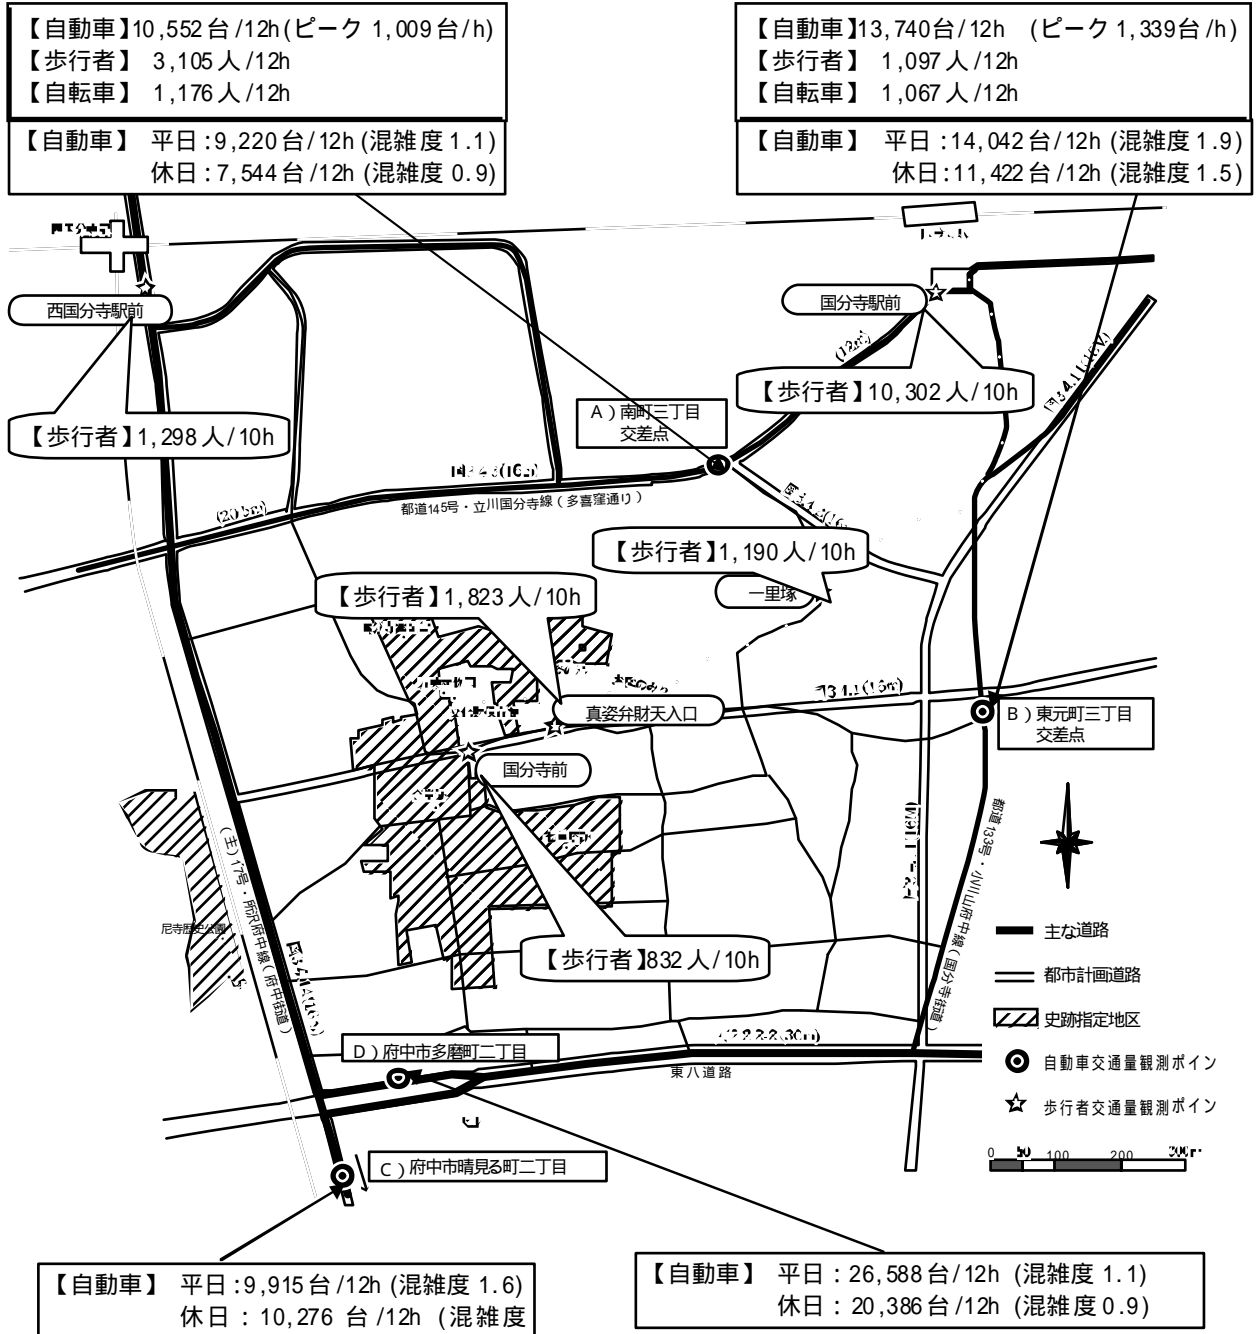 【自動車】10,552台/12h(ピーク 1,009台/h)
【歩行者】 3,105人/12h
【自転車】 1,176人/12h
【自動車】 平日:9,220台/12h(混雑度1.1)
休日:7,544台/12h(混雑度0.9)
【自動車】13,740台/12h (ピーク 1,339台/h)
【歩行者】 1,097人/12h
【自転車】 1,067人/12h
【自動車】 平日:14,042台/12h(混雑度1.9)
休日:11,422台/12h(混雑度1.5)
西国分寺駅前
国分寺駅前
(12m)
【歩行者】10,302人/10h
【歩行者】1,298人/10h
A)南町三丁目
交差点
都道145号・立川国分寺線(多喜窪通り)
【歩行者】1,190人/10h
一里塚
【歩行者】1,823人/10h
真姿弁財天入口
B)東元町三丁目
交差点
国分寺前
都道133号・小川山府中線(国分寺街道)
(主)17号・所沢府中線(府中街道)
尼寺歴史公園
【歩行者】832人/10h
主な道路
都市計画道路
史跡指定地区
自動車交通量観測ポイン
歩行者交通量観測ポイン
0 50 100 200 300m
D)府中市多磨町二丁目
東八道路
C)府中市晴見る町二丁目
【自動車】 平日:9,915台/12h(混雑度1.6)
休日:10,276 台/12h (混雑度
【自動車】 平日:26,588台/12h (混雑度1.1)
休日:20,386台/12h (混雑度0.9)